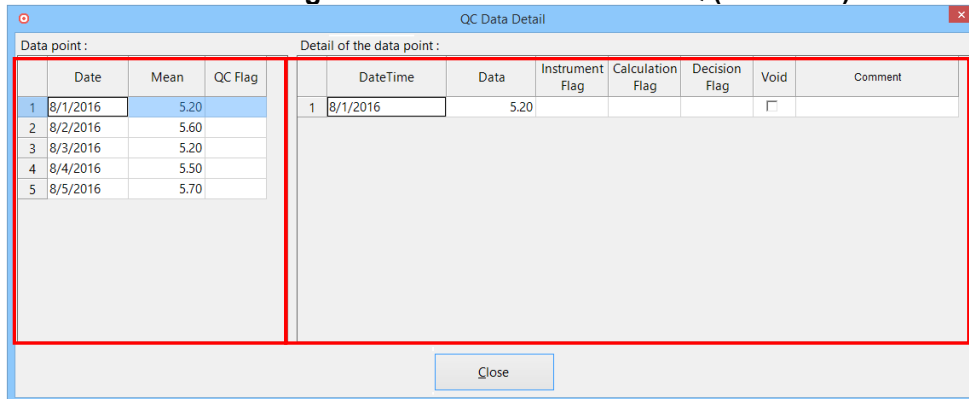 QC Data Detail
Data point :
Detail of the data point :
Date Mean QC Flag
1 8/1/2016 5.20
2 8/2/2016 5.60
3 8/3/2016 5.20
4 8/4/2016 5.50
5 8/5/2016 5.70
DateTime Data Instrument Flag Calculation Flag Decision Flag Void Comment
1 8/1/2016 5.20
Close